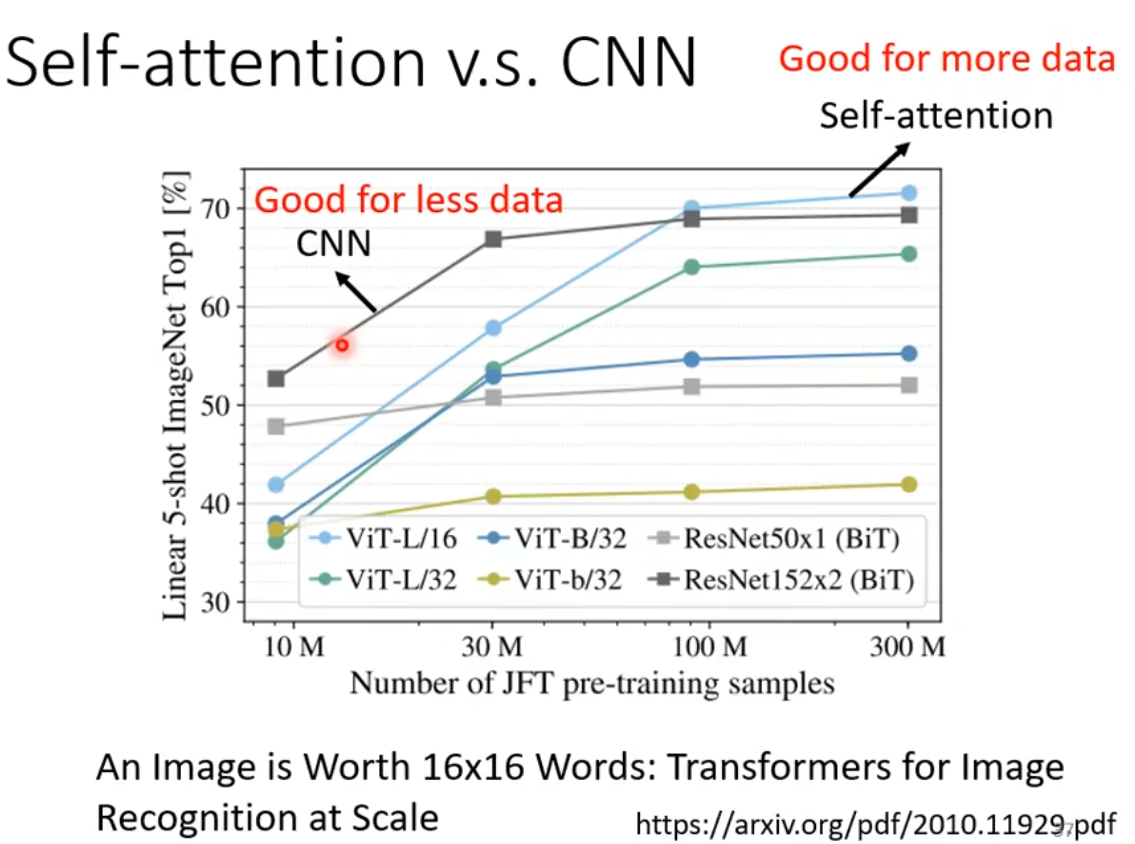 Self-attention v.s. CNN
Good for more data
Self-attention
Good for less data
CNN
Linear 5-shot ImageNet Top1 [%]
70
60
50
40
30
ViT-L/16 ViT-B/32 ResNet50x1 (BiT)
ViT-L/32 ViT-b/32 ResNet152x2 (BiT)
10 M 30 M 100 M 300 M
Number of JFT pre-training samples
An Image is Worth 16x16 Words: Transformers for Image
Recognition at Scale
https://arxiv.org/pdf/2010.11929.pdf
37